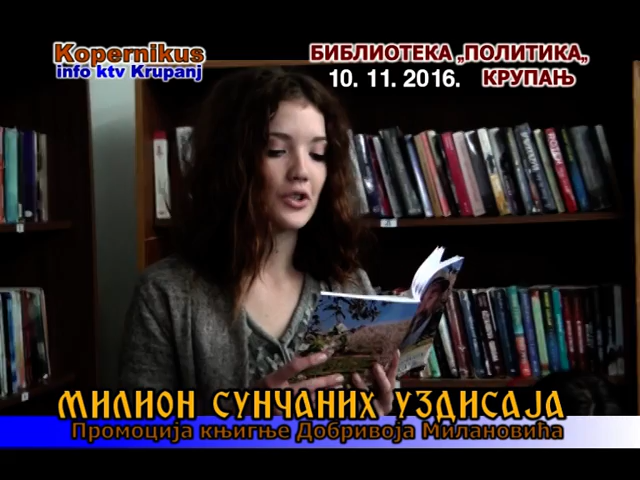 Kopernikus
info ktv Krupanj
БИБЛИОТЕКА „ПОЛИТИКА„
10. 11. 2016. КРУПАЊ
МИЛИОН СУНЧАНИХ УЗДИСАЈА
Промоција књигње Добривоја Милановића